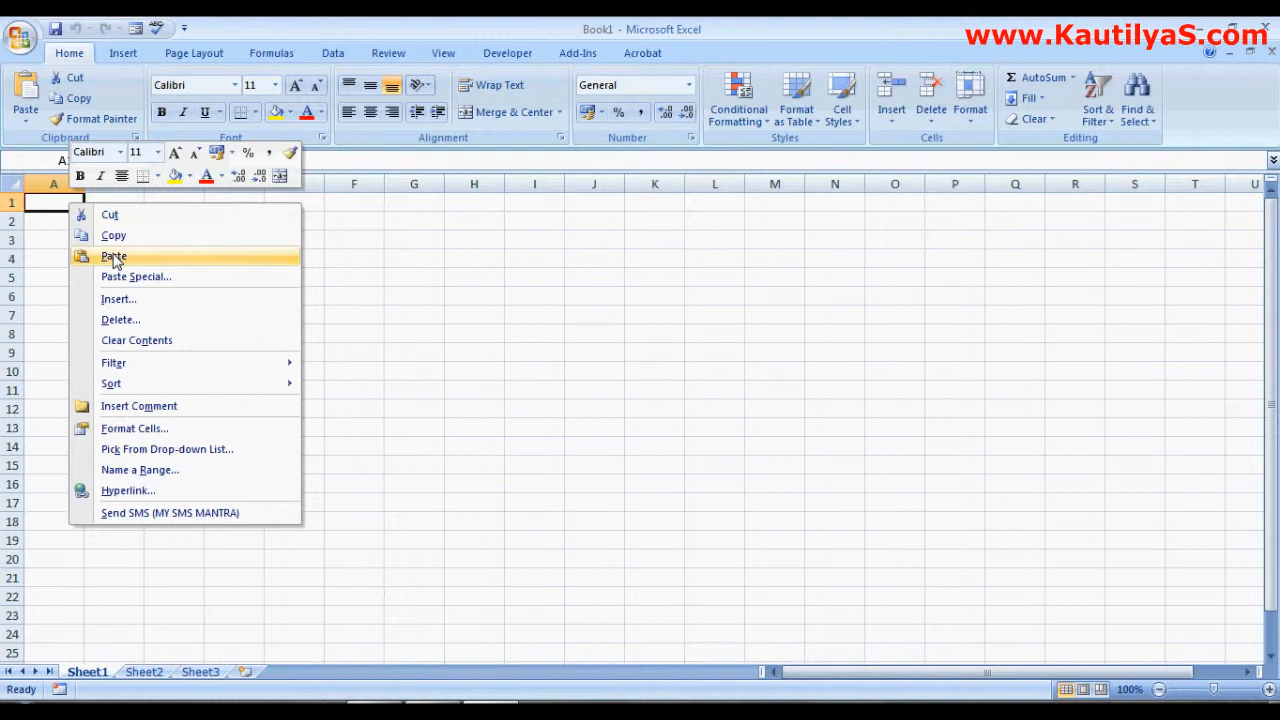 Book1 - Microsoft Excel
www.KautilyaS.com
Home Insert Page Layout Formulas Data Review View Developer Add-Ins Acrobat
Paste
Cut
Copy
Format Painter
Clipboard
Calibri 11
B I U
Font
Wrap Text
Merge & Center
Alignment
General
Number
Conditional Formatting
Format as Table
Cell Styles
Styles
Insert Delete Format
Cells
AutoSum
Fill
Clear
Sort & Filter
Find & Select
Editing
Calibri 11
B I
A F G H I J K L M N O P Q R S T U
1
2
3
4
5
6
7
8
9
10
11
12
13
14
15
16
17
18
19
20
21
22
23
24
25
Cut
Copy
Paste
Paste Special...
Insert...
Delete...
Clear Contents
Filter
Sort
Insert Comment
Format Cells...
Pick From Drop-down List...
Name a Range...
Hyperlink...
Send SMS (MY SMS MANTRA)
Sheet1 Sheet2 Sheet3
Ready
100%